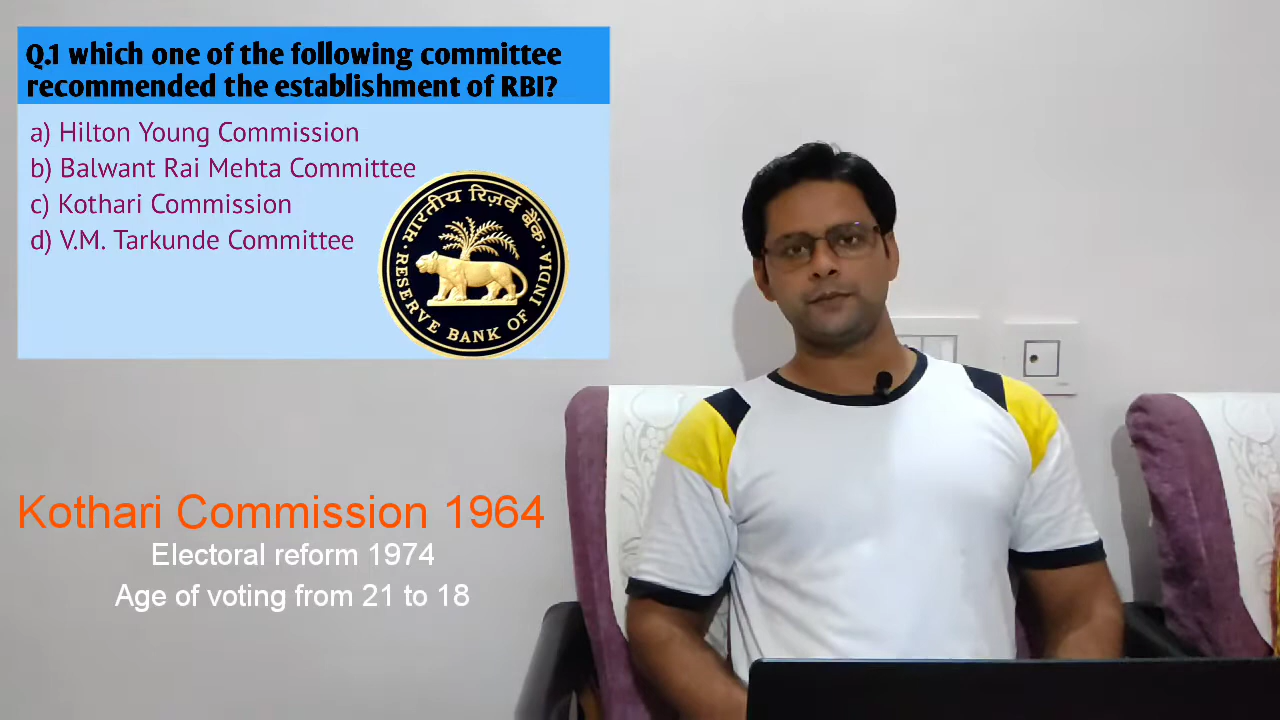 Q.1 which one of the following committee
recommended the establishment of RBI?
a) Hilton Young Commission
b) Balwant Rai Mehta Committee
c) Kothari Commission
d) V.M. Tarkunde Committee
भारतीय रिज़र्व बैंक
RESERVE BANK OF INDIA
Kothari Commission 1964
Electoral reform 1974
Age of voting from 21 to 18